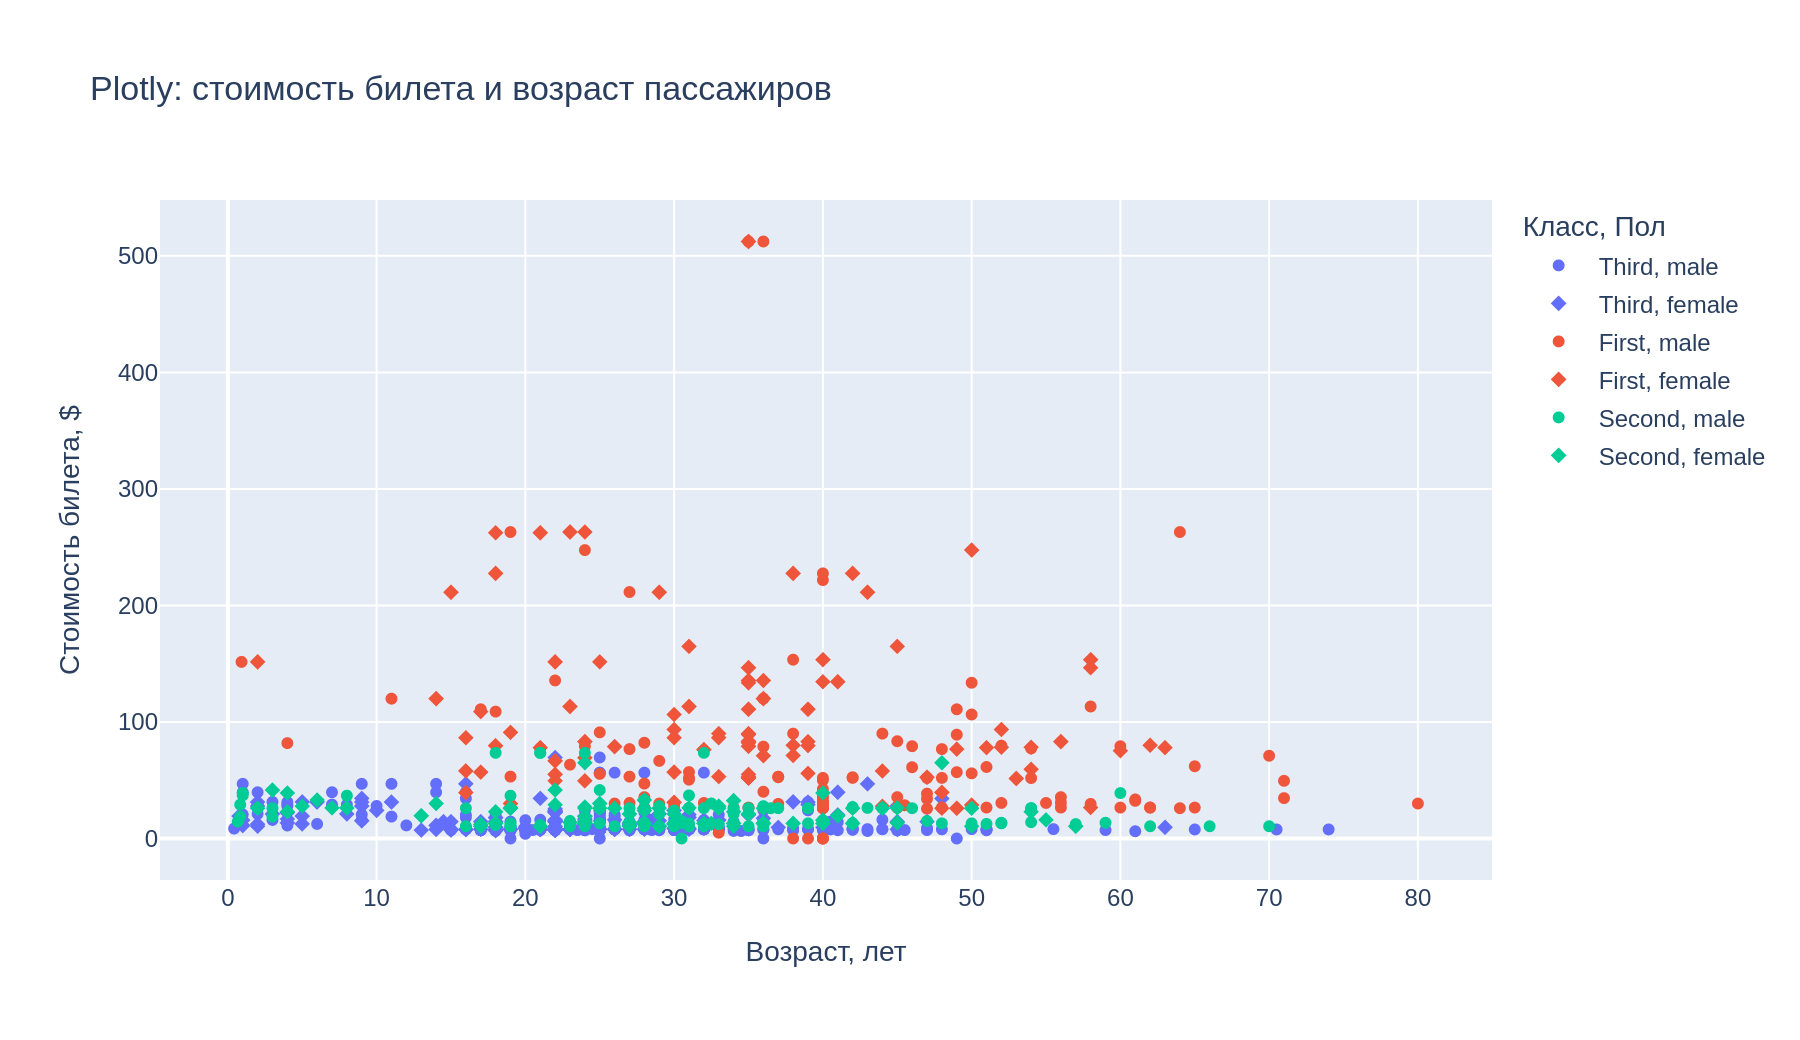 Plotly: стоимость билета и возраст пассажиров
Класс, Пол
Third, male
Third, female
First, male
First, female
Second, male
Second, female
Стоимость билета, $
500
400
300
200
100
0
0 10 20 30 40 50 60 70 80
Возраст, лет